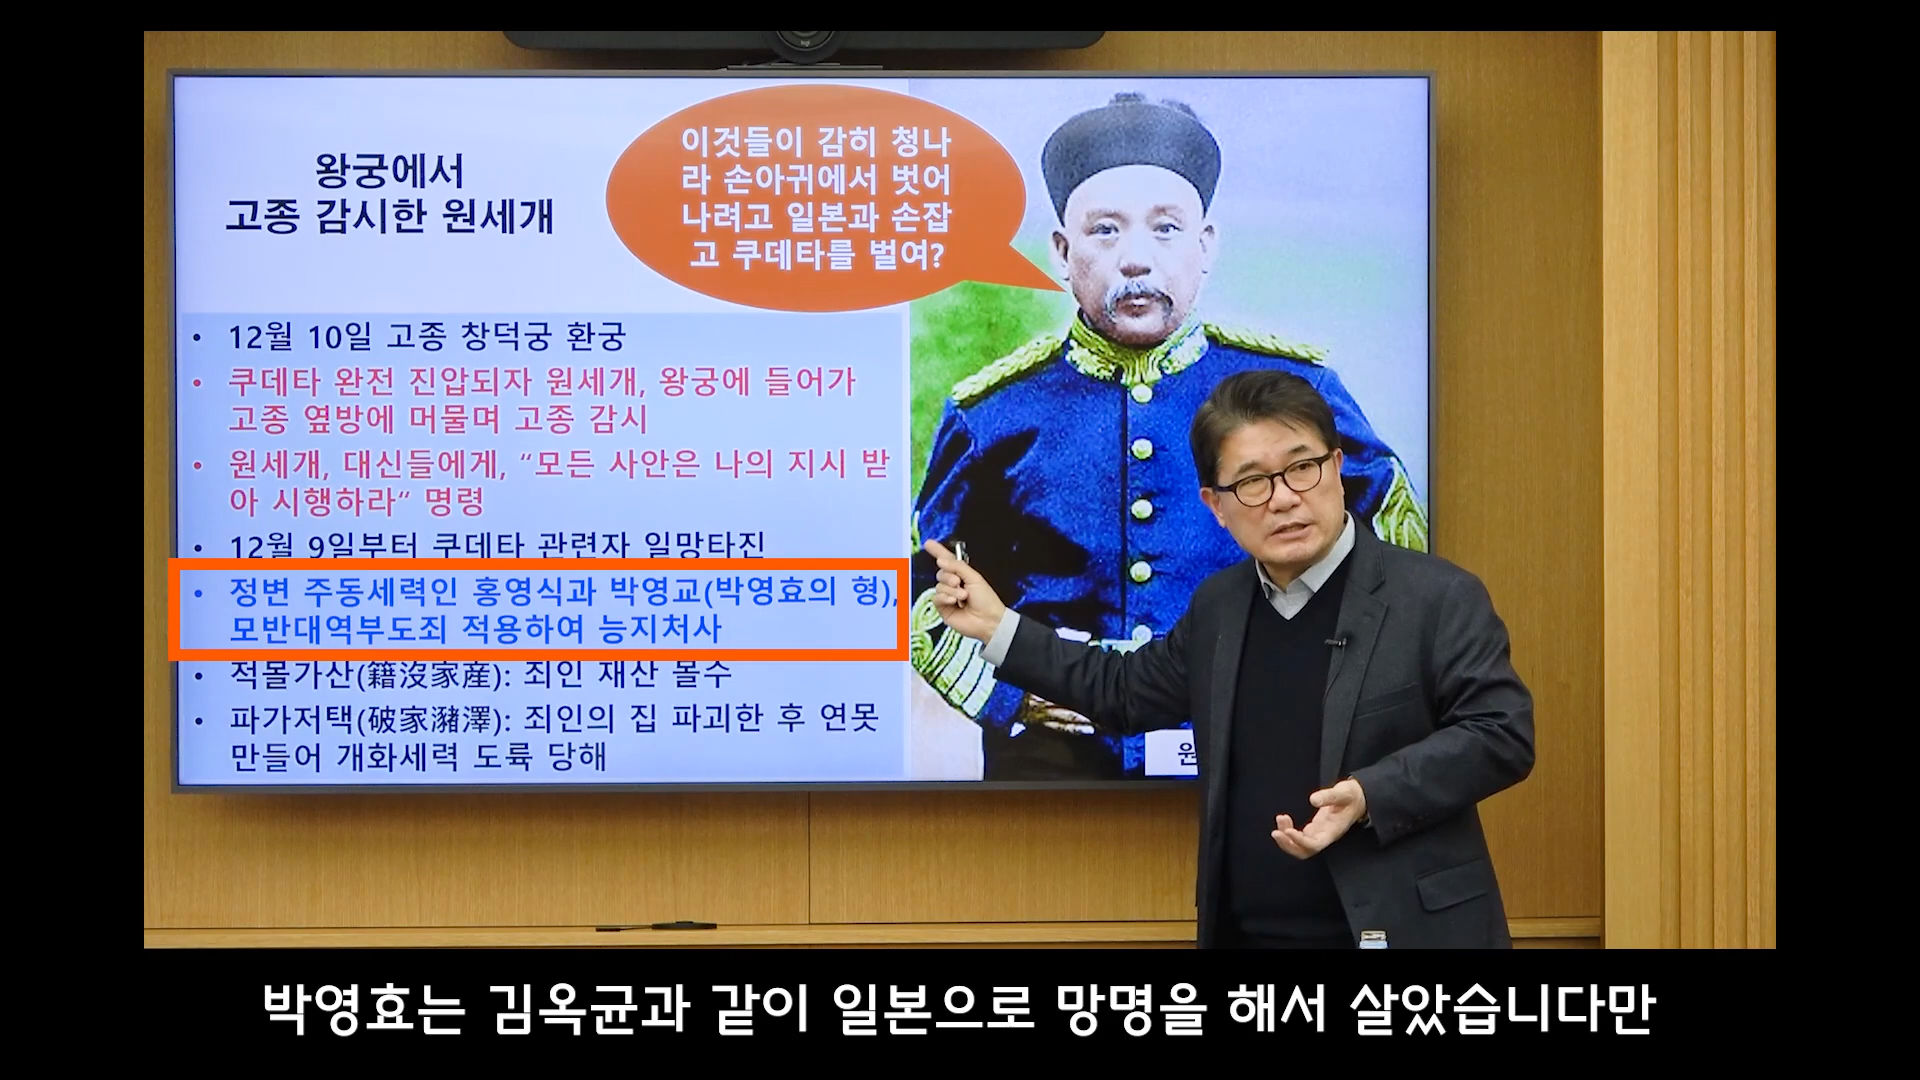 왕궁에서
고종 감시한 원세개
이것들이 감히 청나
라 손아귀에서 벗어
나려고 일본과 손잡
고 쿠데타를 벌여?
• 12월 10일 고종 창덕궁 환궁
• 쿠데타 완전 진압되자 원세개, 왕궁에 들어가
고종 옆방에 머물며 고종 감시
• 원세개, 대신들에게, “모든 사안은 나의 지시 받
아 시행하라“ 명령
• 12월 9일부터 쿠데타 관련자 일망타진
• 정변 주동세력인 홍영식과 박영교(박영효의 형),
모반대역부도죄 적용하여 능지처사
• 적몰가산(籍沒家産): 죄인 재산 몰수
• 파가저택(破家瀦澤): 죄인의 집 파괴한 후 연못
만들어 개화세력 도륙 당해
원
박영효는 김옥균과 같이 일본으로 망명을 해서 살았습니다만